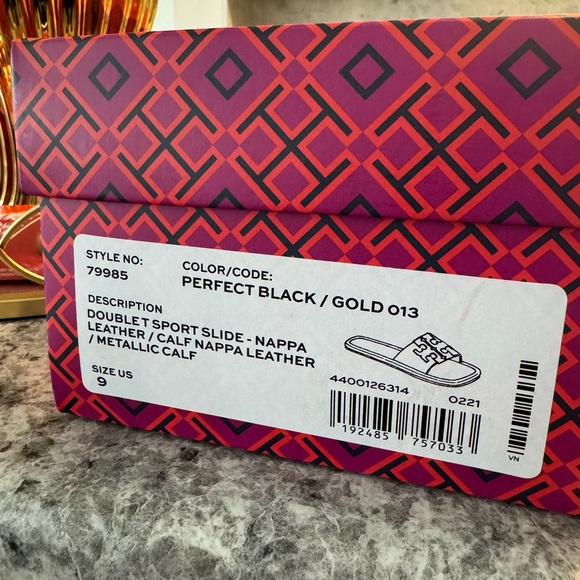 STYLE NO:
79985
COLOR/CODE:
PERFECT BLACK / GOLD 013
DESCRIPTION
DOUBLE T SPORT SLIDE - NAPPA
LEATHER / CALF NAPPA LEATHER
/ METALLIC CALF
SIZE US
9
4400126314 0221
192485 757033
VN